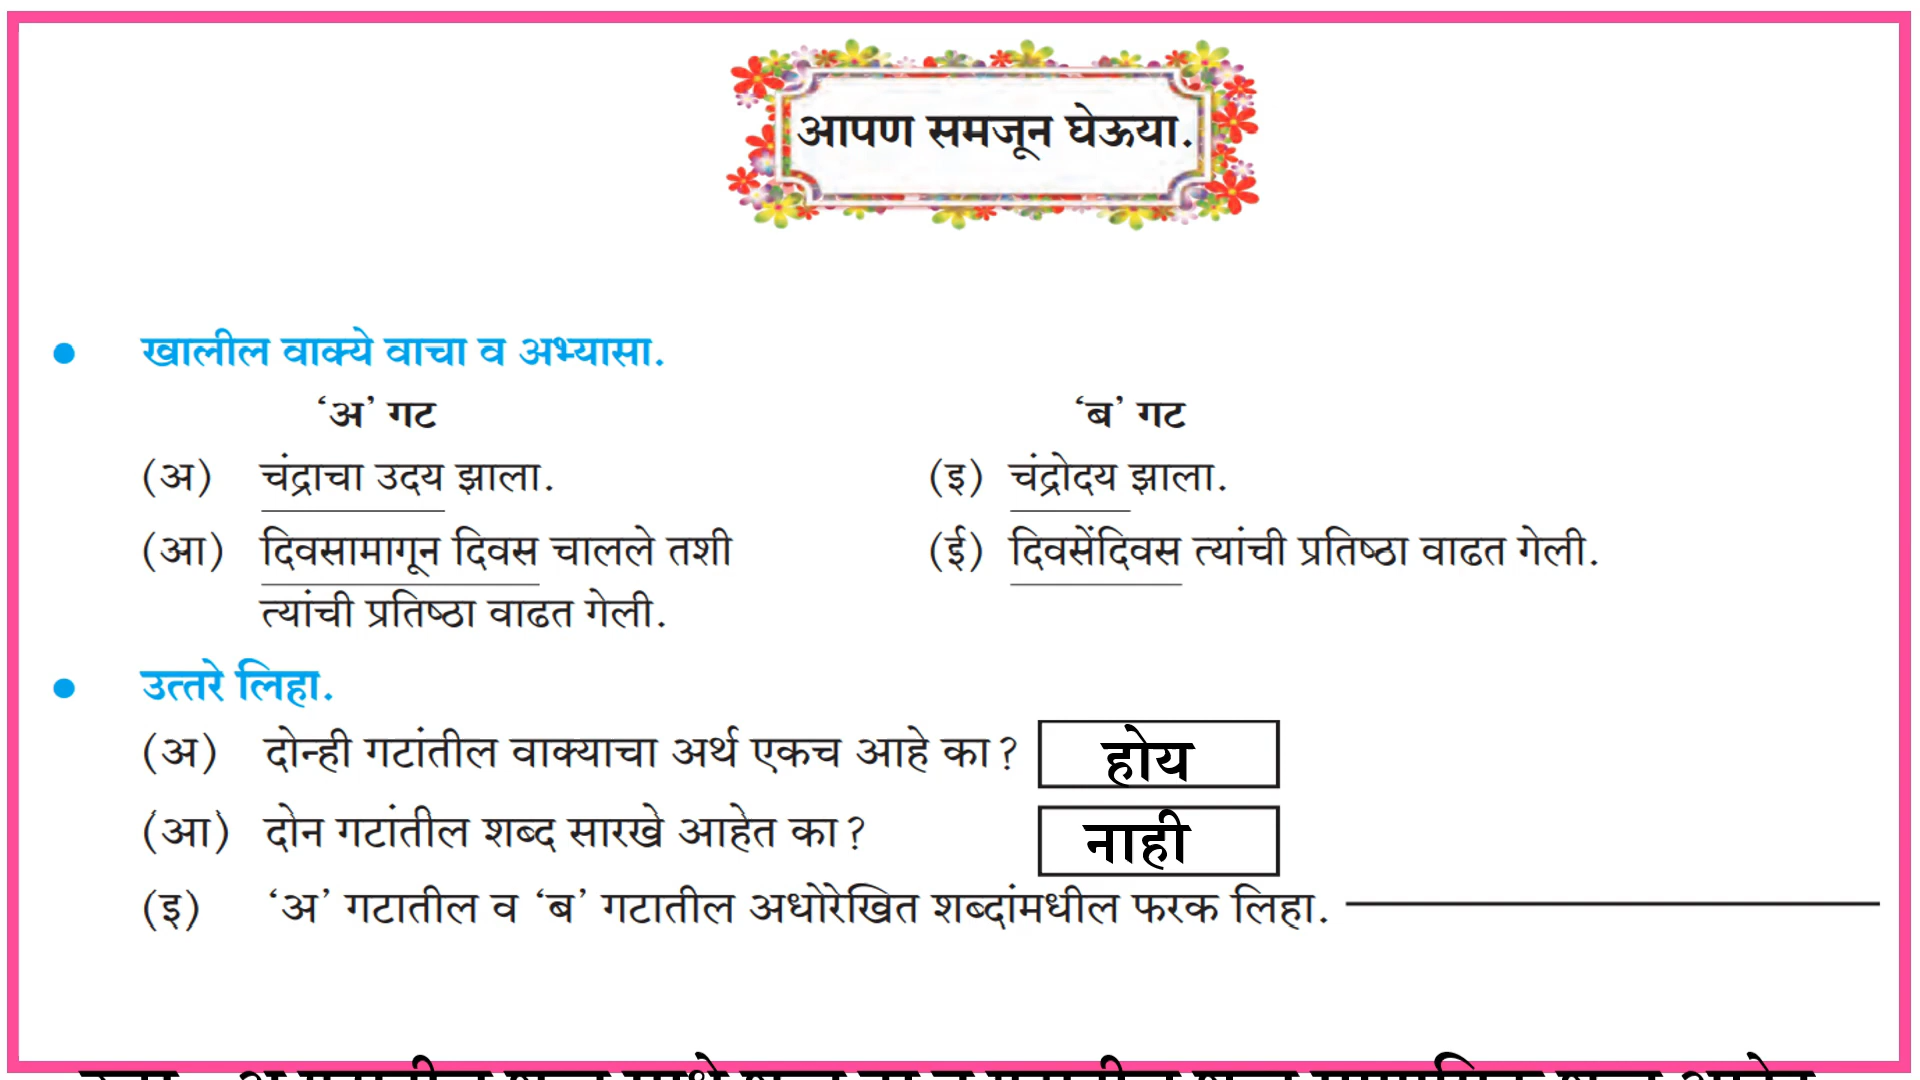 आपण समजून घेऊया.
खालील वाक्ये वाचा व अभ्यासा.
‘अ’ गट ‘ब’ गट
(अ) चंद्राचा उदय झाला. (इ) चंद्रोदय झाला.
(आ) दिवसामागून दिवस चालले तशी (ई) दिवसेंदिवस त्यांची प्रतिष्ठा वाढत गेली.
त्यांची प्रतिष्ठा वाढत गेली.
उत्तरे लिहा.
(अ) दोन्ही गटांतील वाक्याचा अर्थ एकच आहे का? होय
(आ) दोन गटांतील शब्द सारखे आहेत का? नाही
(इ) ‘अ’ गटातील व ‘ब’ गटातील अधोरेखित शब्दांमधील फरक लिहा.